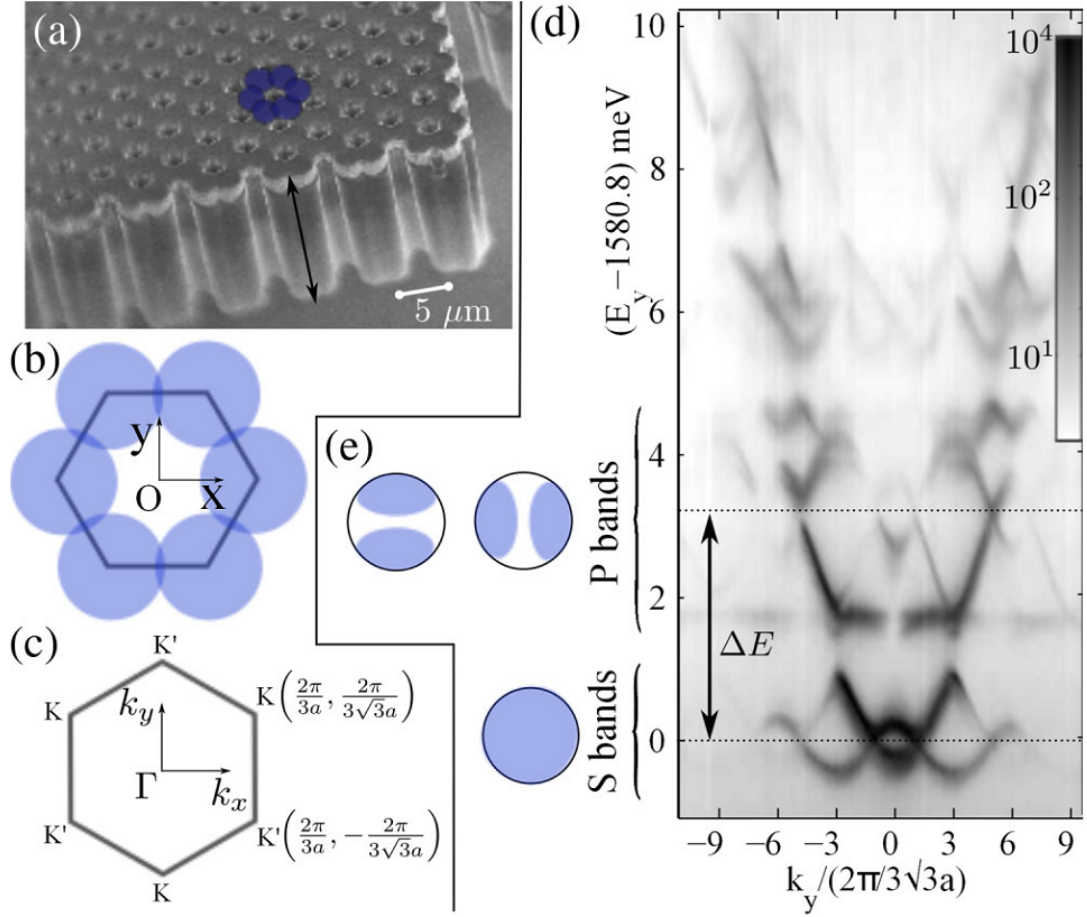 (a)
5 μm
(b)
y
O
X
(c)
K'
K
k_y
K(2π/3a, 2π/3√3a)
Γ
k_x
K'
K'(2π/3a, −2π/3√3a)
K
(d)
10
8
6
4
2
0
(E_y−1580.8) meV
10^4
10^2
10^1
ΔE
−9 −6 −3 0 3 6 9
k_y/(2π/3√3a)
(e)
P bands
S bands